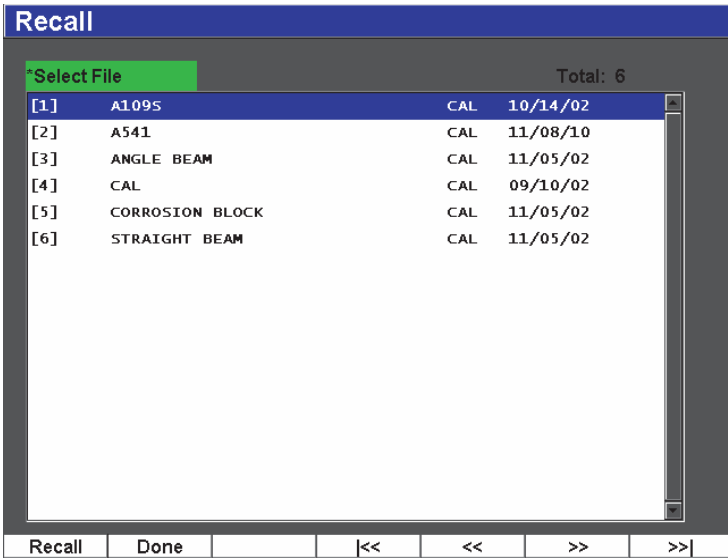 Recall
*Select File Total: 6
[1] A109S CAL 10/14/02
[2] A541 CAL 11/08/10
[3] ANGLE BEAM CAL 11/05/02
[4] CAL CAL 09/10/02
[5] CORROSION BLOCK CAL 11/05/02
[6] STRAIGHT BEAM CAL 11/05/02
Recall Done |<< << >> >>|